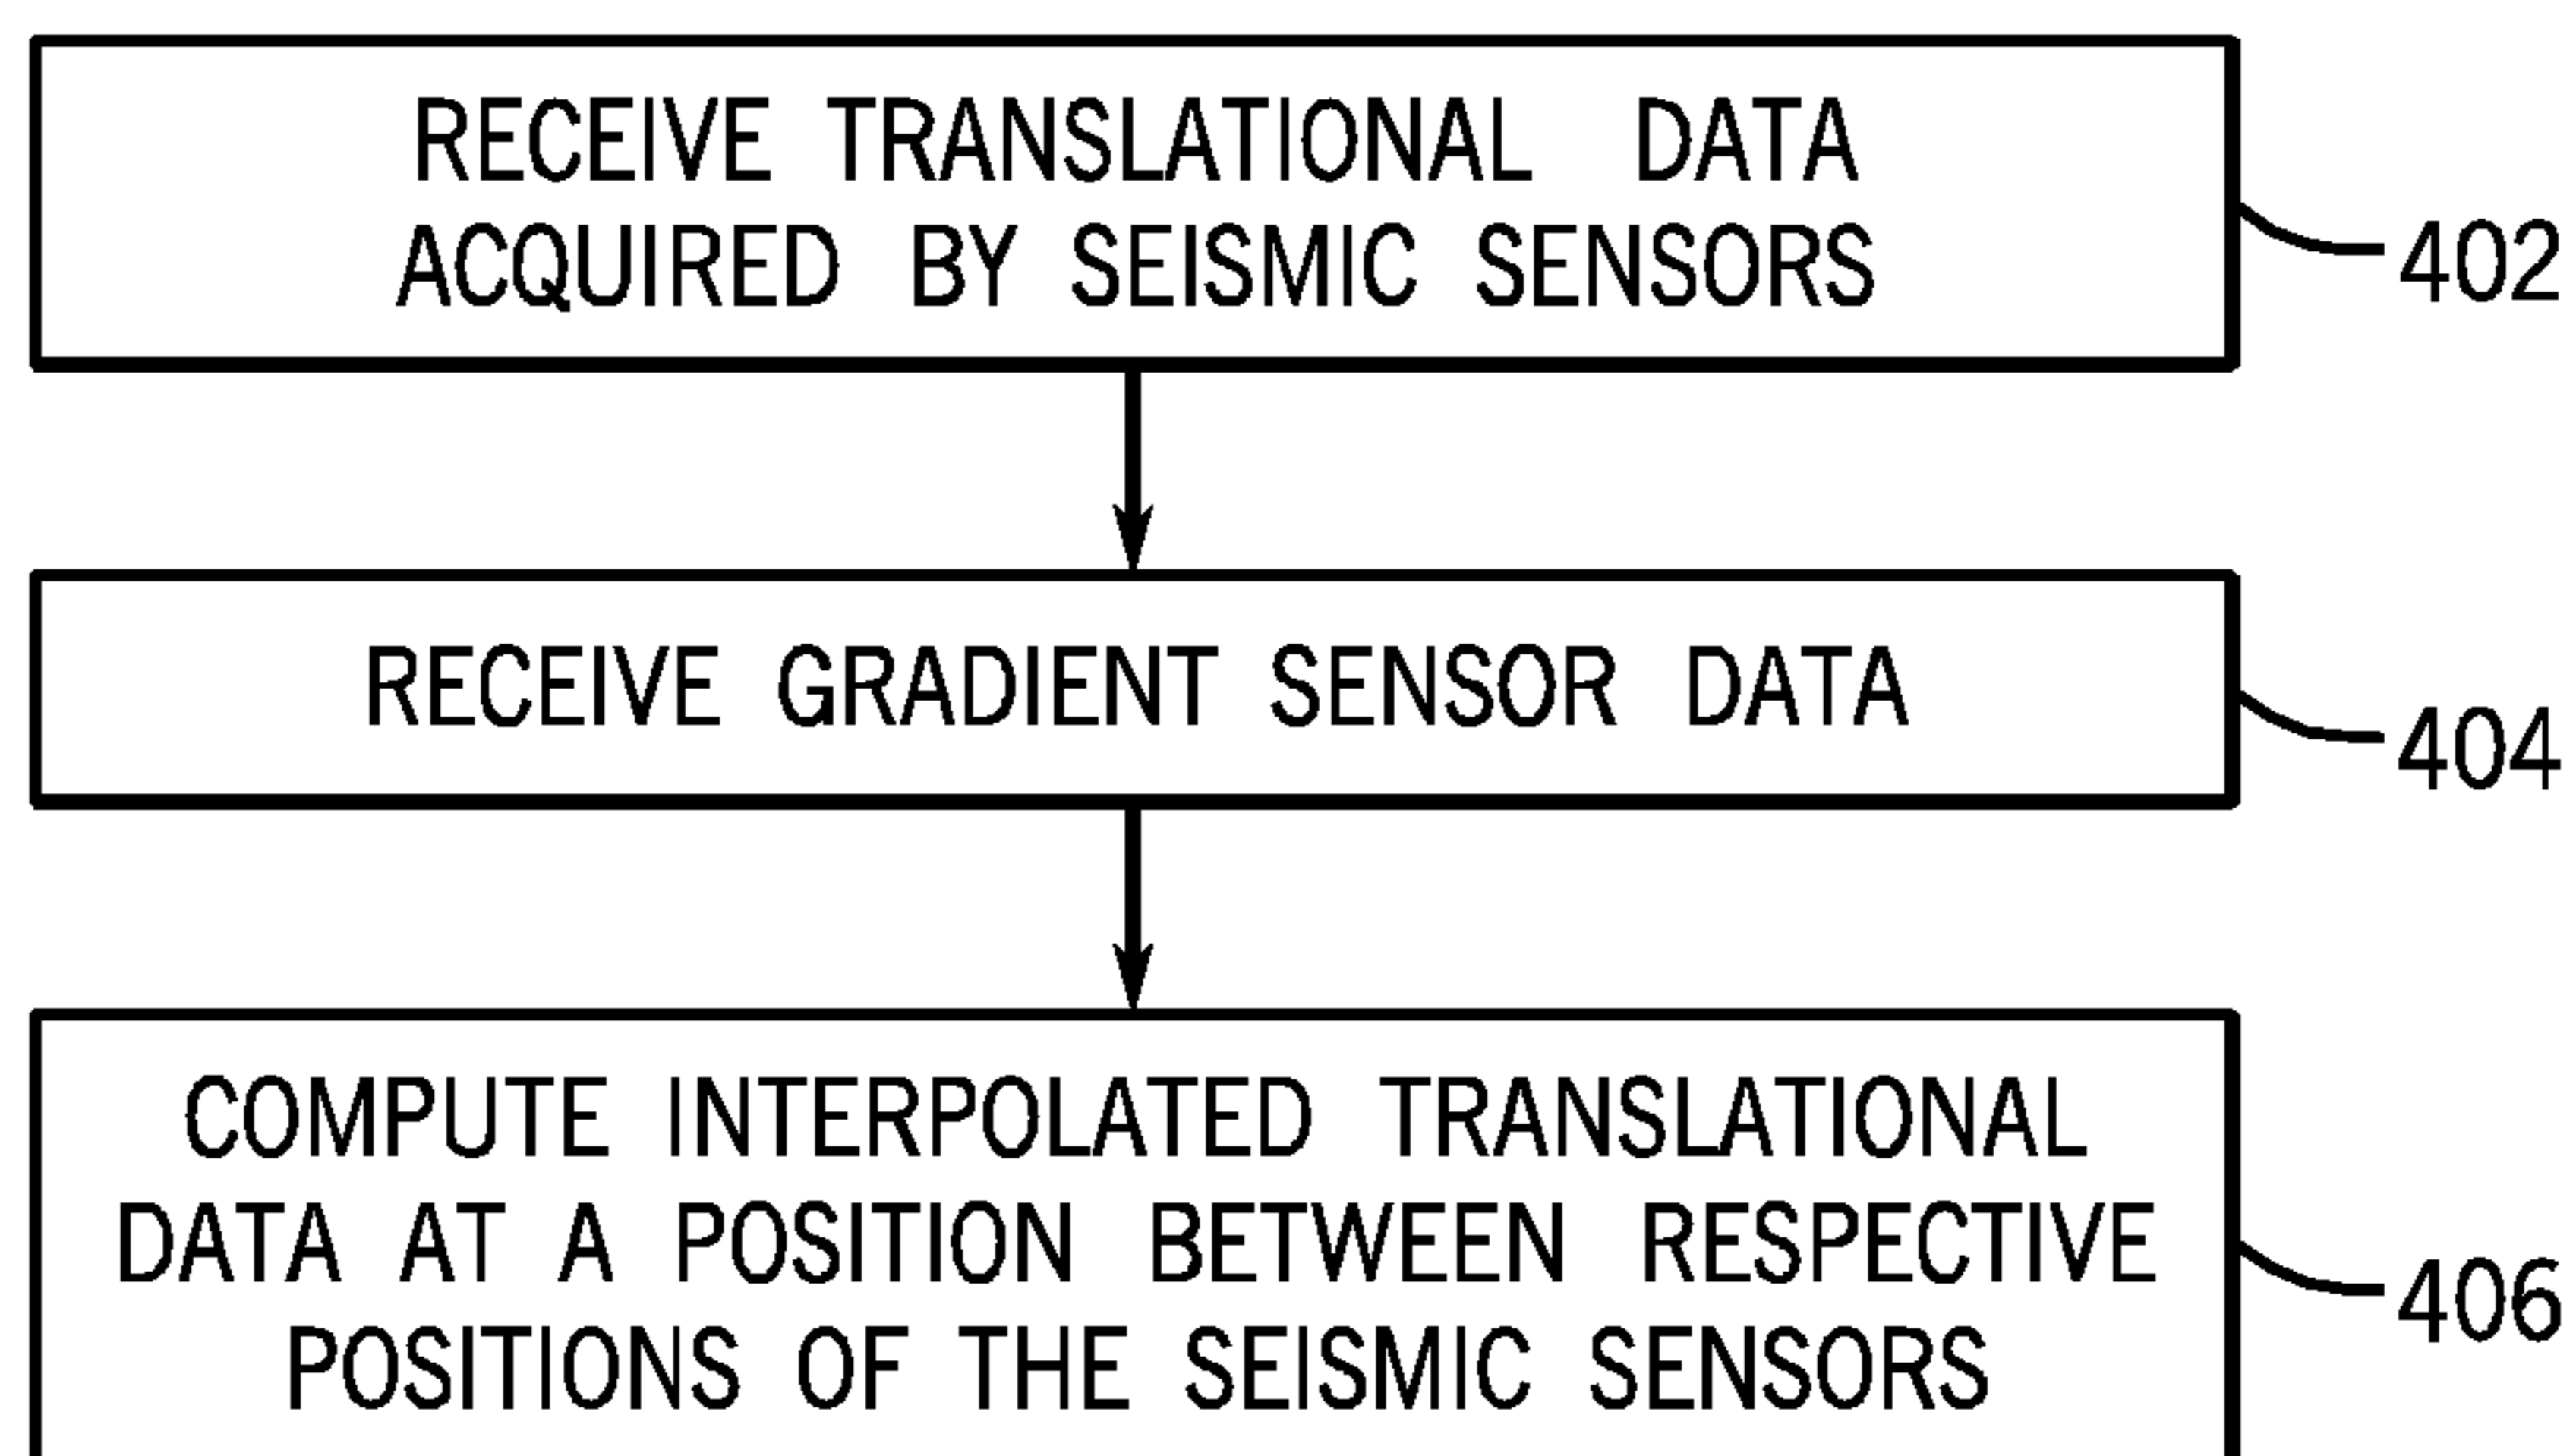 RECEIVE TRANSLATIONAL DATA
ACQUIRED BY SEISMIC SENSORS
402
RECEIVE GRADIENT SENSOR DATA
404
COMPUTE INTERPOLATED TRANSLATIONAL
DATA AT A POSITION BETWEEN RESPECTIVE
POSITIONS OF THE SEISMIC SENSORS
406